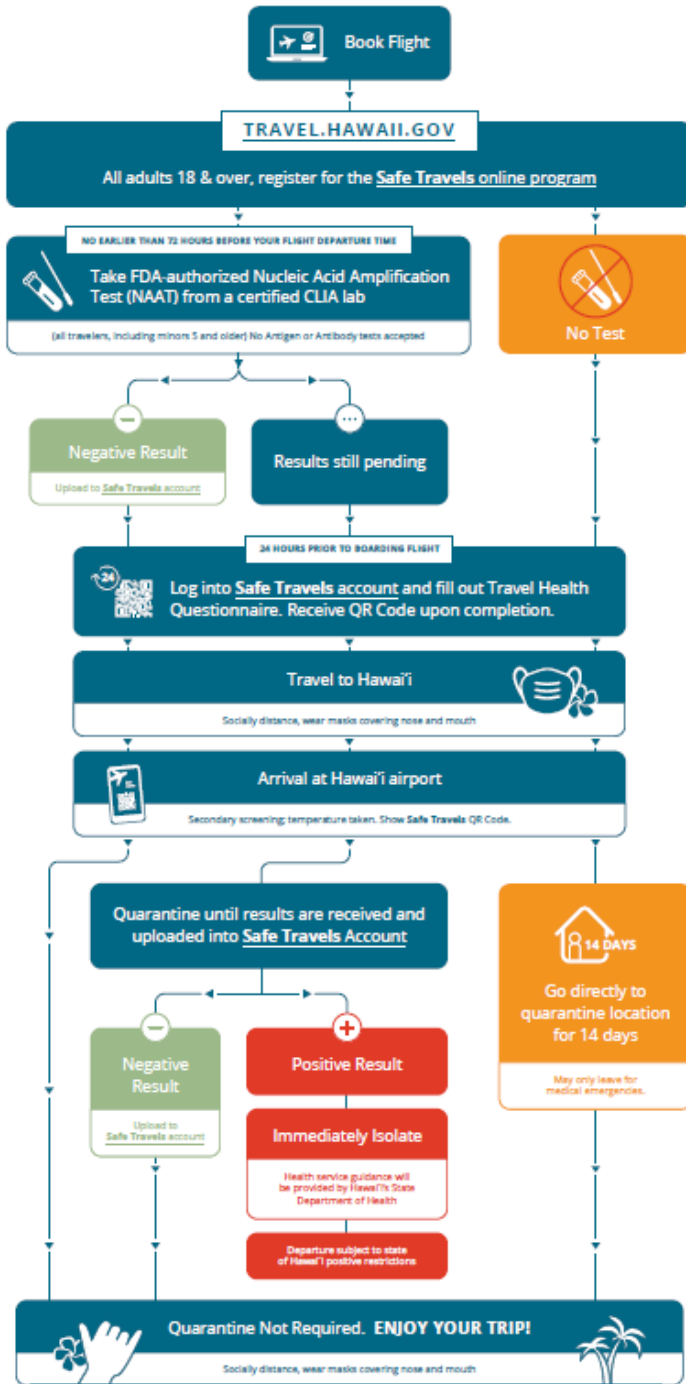 Book Flight
TRAVEL.HAWAII.GOV
All adults 18 & over, register for the Safe Travels online program
NO EARLIER THAN 72 HOURS BEFORE YOUR FLIGHT DEPARTURE TIME
Take FDA-authorized Nucleic Acid Amplification
Test (NAAT) from a certified CLIA lab
(all travelers, including minors 5 and older) No Antigen or Antibody tests accepted
No Test
Negative Result
Upload to Safe Travels account
Results still pending
24 HOURS PRIOR TO BOARDING FLIGHT
24
Log into Safe Travels account and fill out Travel Health
Questionnaire. Receive QR Code upon completion.
Travel to Hawai'i
Socially distance, wear masks covering nose and mouth
Arrival at Hawai'i airport
Secondary screening; temperature taken. Show Safe Travels QR Code.
Quarantine until results are received and
uploaded into Safe Travels Account
14 DAYS
Go directly to
quarantine location
for 14 days
May only leave for
medical emergencies.
Negative
Result
Upload to
Safe Travels account
Positive Result
Immediately Isolate
Health service guidance will
be provided by Hawai'i's State
Department of Health
Departure subject to state
of Hawai'i positive restrictions
Quarantine Not Required. ENJOY YOUR TRIP!
Socially distance, wear masks covering nose and mouth